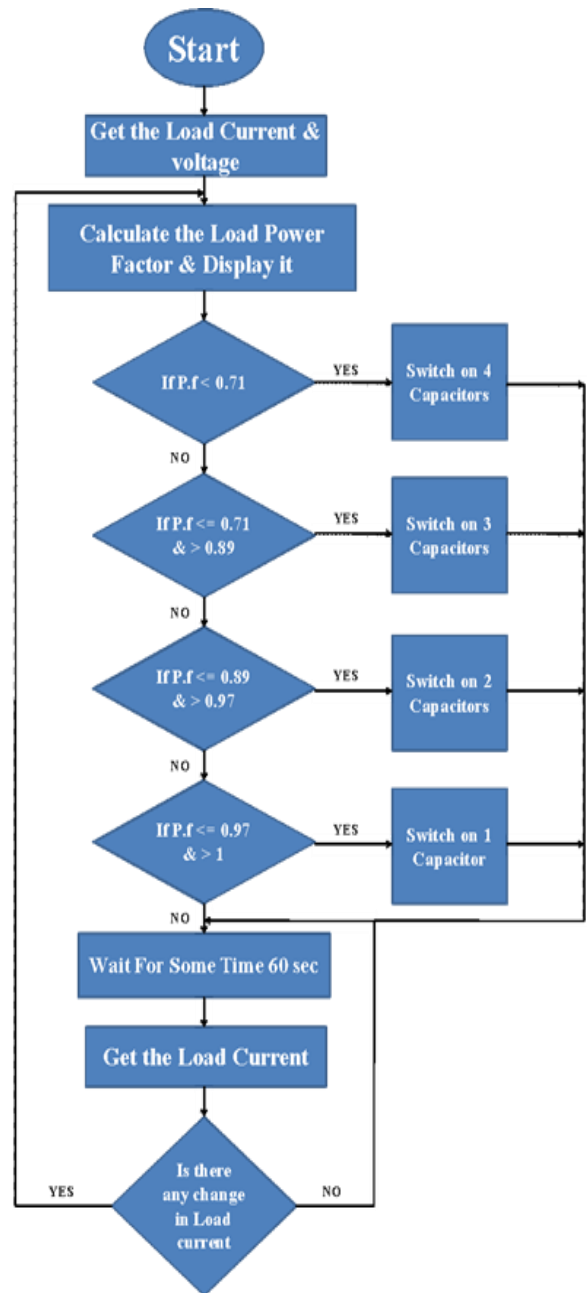 Start
Get the Load Current &
voltage
Calculate the Load Power
Factor & Display it
If P.f < 0.71
YES
Switch on 4
Capacitors
NO
If P.f <= 0.71
& > 0.89
YES
Switch on 3
Capacitors
NO
If P.f <= 0.89
& > 0.97
YES
Switch on 2
Capacitors
NO
If P.f <= 0.97
& > 1
YES
Switch on 1
Capacitor
NO
Wait For Some Time 60 sec
Get the Load Current
Is there
any change
in Load
current
YES
NO